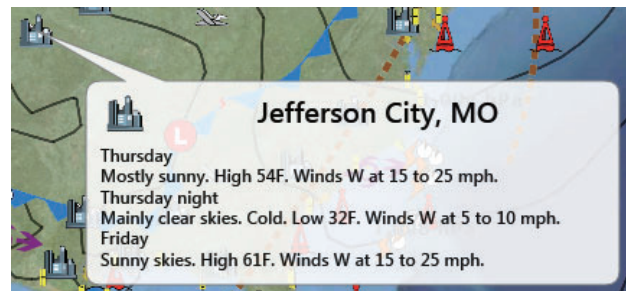 Jefferson City, MO
L
Thursday
Mostly sunny. High 54F. Winds W at 15 to 25 mph.
Thursday night
Mainly clear skies. Cold. Low 32F. Winds W at 5 to 10 mph.
Friday
Sunny skies. High 61F. Winds W at 15 to 25 mph.